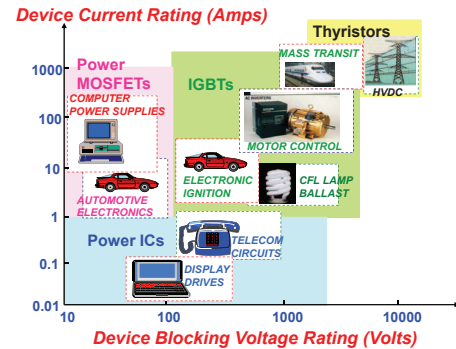 Device Current Rating (Amps)
Thyristors
Power
MOSFETs
IGBTs
MASS TRANSIT
HVDC
1000
100
10
1
0.1
0.01
COMPUTER
POWER SUPPLIES
AC INVERTERS
MOTOR CONTROL
AUTOMOTIVE
ELECTRONICS
ELECTRONIC
IGNITION
CFL LAMP
BALLAST
Power ICs
TELECOM
CIRCUITS
DISPLAY
DRIVES
10
100
1000
10000
Device Blocking Voltage Rating (Volts)